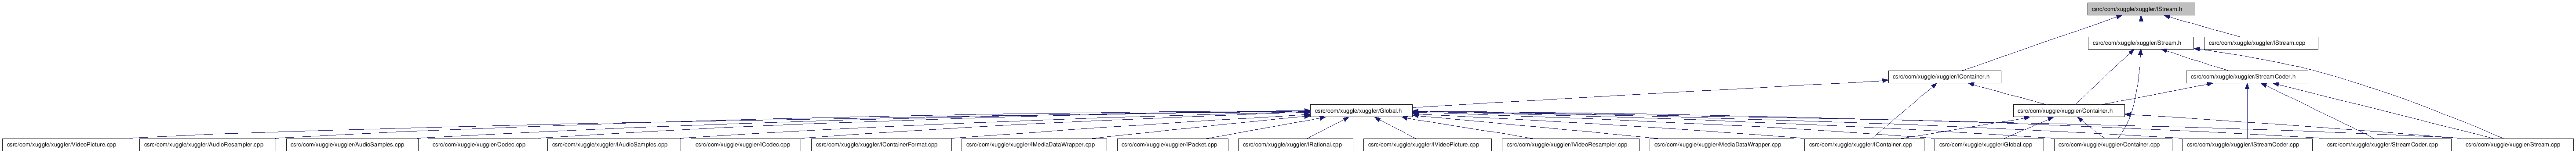 csrc/com/xuggle/xuggler/IStream.h
csrc/com/xuggle/xuggler/Stream.h
csrc/com/xuggle/xuggler/IStream.cpp
csrc/com/xuggle/xuggler/IContainer.h
csrc/com/xuggle/xuggler/StreamCoder.h
csrc/com/xuggle/xuggler/Global.h
csrc/com/xuggle/xuggler/Container.h
csrc/com/xuggle/xuggler/VideoPicture.cpp
csrc/com/xuggle/xuggler/AudioResampler.cpp
csrc/com/xuggle/xuggler/AudioSamples.cpp
csrc/com/xuggle/xuggler/Codec.cpp
csrc/com/xuggle/xuggler/IAudioSamples.cpp
csrc/com/xuggle/xuggler/ICodec.cpp
csrc/com/xuggle/xuggler/IContainerFormat.cpp
csrc/com/xuggle/xuggler/IMediaDataWrapper.cpp
csrc/com/xuggle/xuggler/IPacket.cpp
csrc/com/xuggle/xuggler/IRational.cpp
csrc/com/xuggle/xuggler/IVideoPicture.cpp
csrc/com/xuggle/xuggler/IVideoResampler.cpp
csrc/com/xuggle/xuggler/MediaDataWrapper.cpp
csrc/com/xuggle/xuggler/IContainer.cpp
csrc/com/xuggle/xuggler/Global.cpp
csrc/com/xuggle/xuggler/Container.cpp
csrc/com/xuggle/xuggler/IStreamCoder.cpp
csrc/com/xuggle/xuggler/StreamCoder.cpp
csrc/com/xuggle/xuggler/Stream.cpp